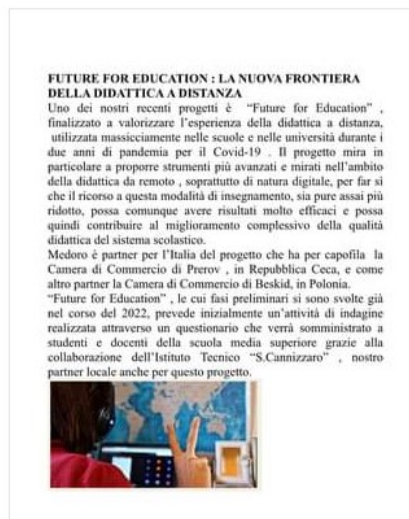 FUTURE FOR EDUCATION : LA NUOVA FRONTIERA
DELLA DIDATTICA A DISTANZA
Uno dei nostri recenti progetti è “Future for Education” ,
finalizzato a valorizzare l’esperienza della didattica a distanza,
utilizzata massicciamente nelle scuole e nelle università durante i
due anni di pandemia per il Covid-19 . Il progetto mira in
particolare a proporre strumenti più avanzati e mirati nell’ambito
della didattica da remoto , soprattutto di natura digitale, per far sì
che il ricorso a questa modalità di insegnamento, sia pure assai più
ridotto, possa comunque avere risultati molto efficaci e possa
quindi contribuire al miglioramento complessivo della qualità
didattica del sistema scolastico.
Medoro è partner per l’Italia del progetto che ha per capofila la
Camera di Commercio di Prerov , in Repubblica Ceca, e come
altro partner la Camera di Commercio di Beskid, in Polonia.
“Future for Education” , le cui fasi preliminari si sono svolte già
nel corso del 2022, prevede inizialmente un’attività di indagine
realizzata attraverso un questionario che verrà somministrato a
studenti e docenti della scuola media superiore grazie alla
collaborazione dell’Istituto Tecnico “S.Cannizzaro” , nostro
partner locale anche per questo progetto.